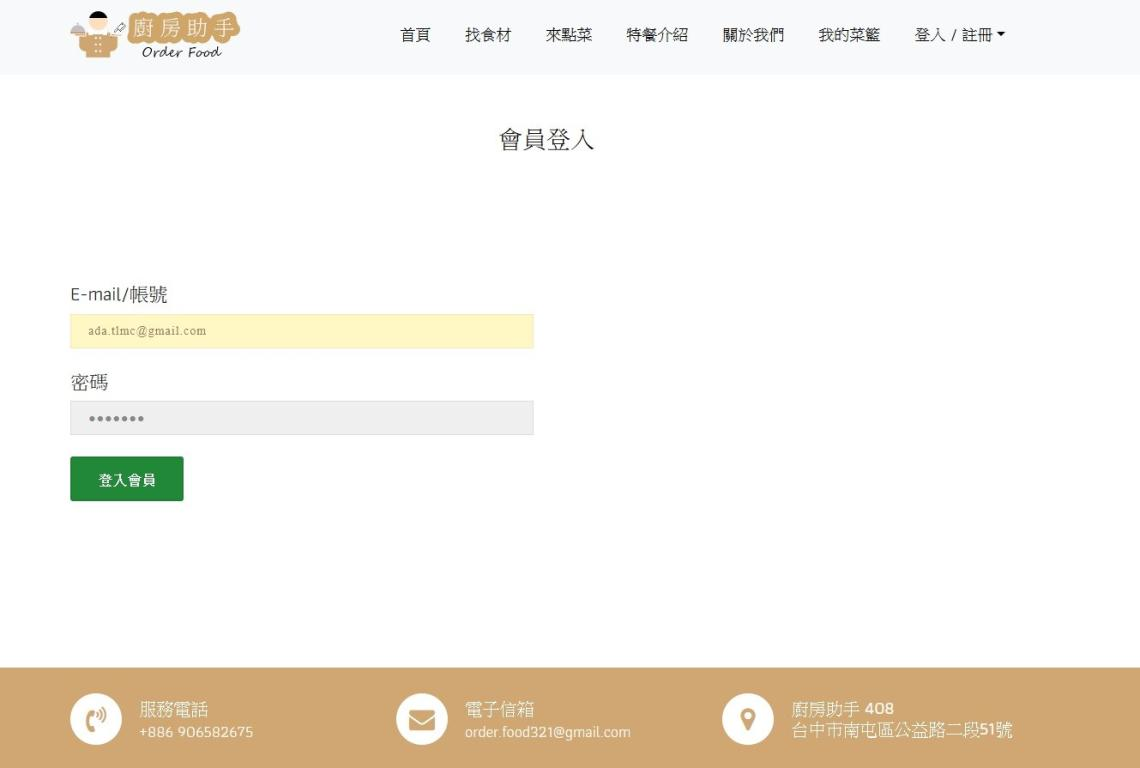 廚房助手
Order Food
首頁 找食材 來點菜 特餐介紹 關於我們 我的菜籃 登入 / 註冊
會員登入
E-mail/帳號
ada.tlmc@gmail.com
密碼
•••••••
登入會員
服務電話
+886 906582675
電子信箱
order.food321@gmail.com
廚房助手 408
台中市南屯區公益路二段51號